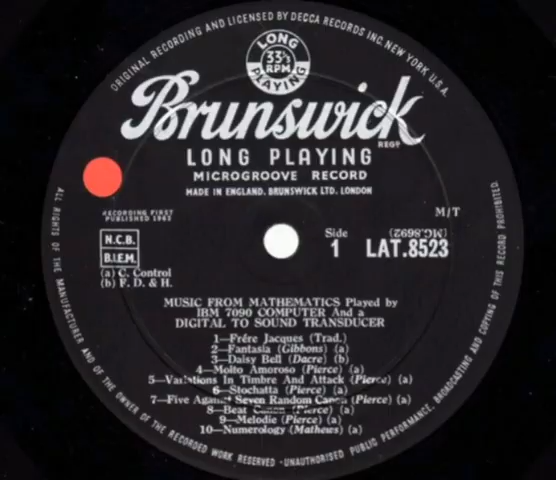 ORIGINAL RECORDING AND LICENSED BY DECCA RECORDS INC. NEW YORK U.S.A.
LONG
33⅓
RPM
PLAYING
Brunswick
REGD
LONG PLAYING
MICROGROOVE RECORD
MADE IN ENGLAND. BRUNSWICK LTD. LONDON
RECORDING FIRST
PUBLISHED 1962
M/T
N.C.B.
B.I.E.M.
(a) C. Control
(b) F. D. & H.
Side
1
(MG.8692)
LAT.8523
MUSIC FROM MATHEMATICS Played by
IBM 7090 COMPUTER And a
DIGITAL TO SOUND TRANSDUCER
1—Frére Jacques (Trad.)
2—Fantasia (Gibbons) (a)
3—Daisy Bell (Dacre) (b)
4—Molto Amoroso (Pierce) (a)
5—Variations In Timbre And Attack (Pierce) (a)
6—Stochatta (Pierce) (a)
7—Five Against Seven Random Canon (Pierce) (a)
8—Beat Canon (Pierce) (a)
9—Melodie (Pierce) (a)
10—Numerology (Mathews) (a)
ALL RIGHTS OF THE MANUFACTURER AND OF THE OWNER OF THE RECORDED WORK RESERVED - UNAUTHORISED PUBLIC PERFORMANCE, BROADCASTING AND COPYING OF THIS RECORD PROHIBITED.